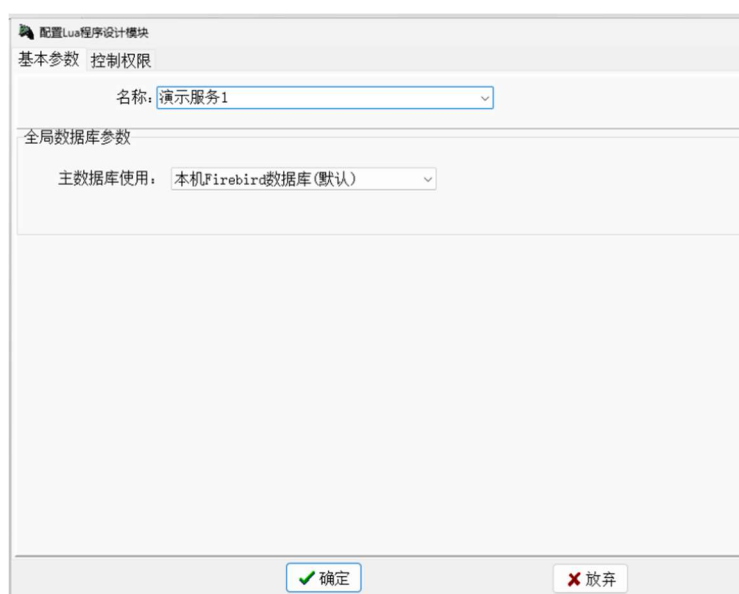 配置Lua程序设计模块
基本参数 控制权限
名称：演示服务1
全局数据库参数
主数据库使用： 本机Firebird数据库(默认)
确定 放弃